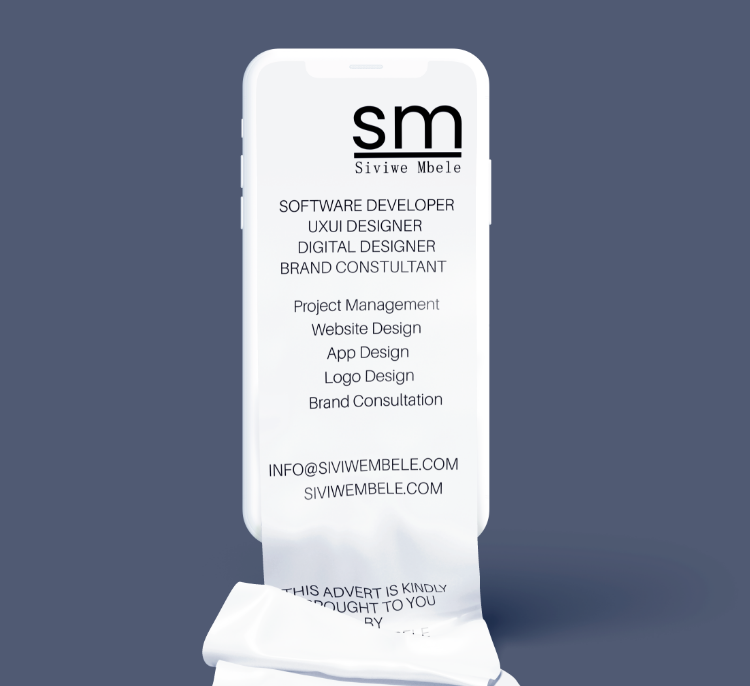 sm
Siviwe Mbele
SOFTWARE DEVELOPER
UXUI DESIGNER
DIGITAL DESIGNER
BRAND CONSTULTANT
Project Management
Website Design
App Design
Logo Design
Brand Consultation
INFO@SIVIWEMBELE.COM
SIVIWEMBELE.COM
THIS ADVERT IS KINDLY
BROUGHT TO YOU
BY